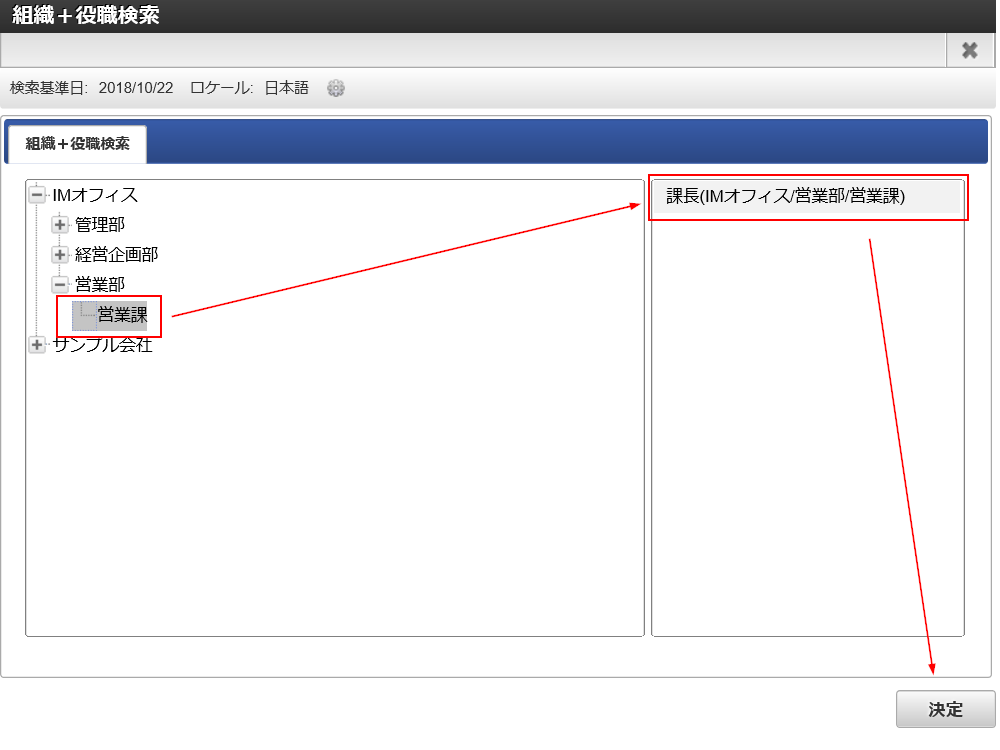 組織＋役職検索
検索基準日: 2018/10/22 ロケール: 日本語
組織＋役職検索
IMオフィス
管理部
経営企画部
営業部
営業課
サンプル会社
課長(IMオフィス/営業部/営業課)
決定